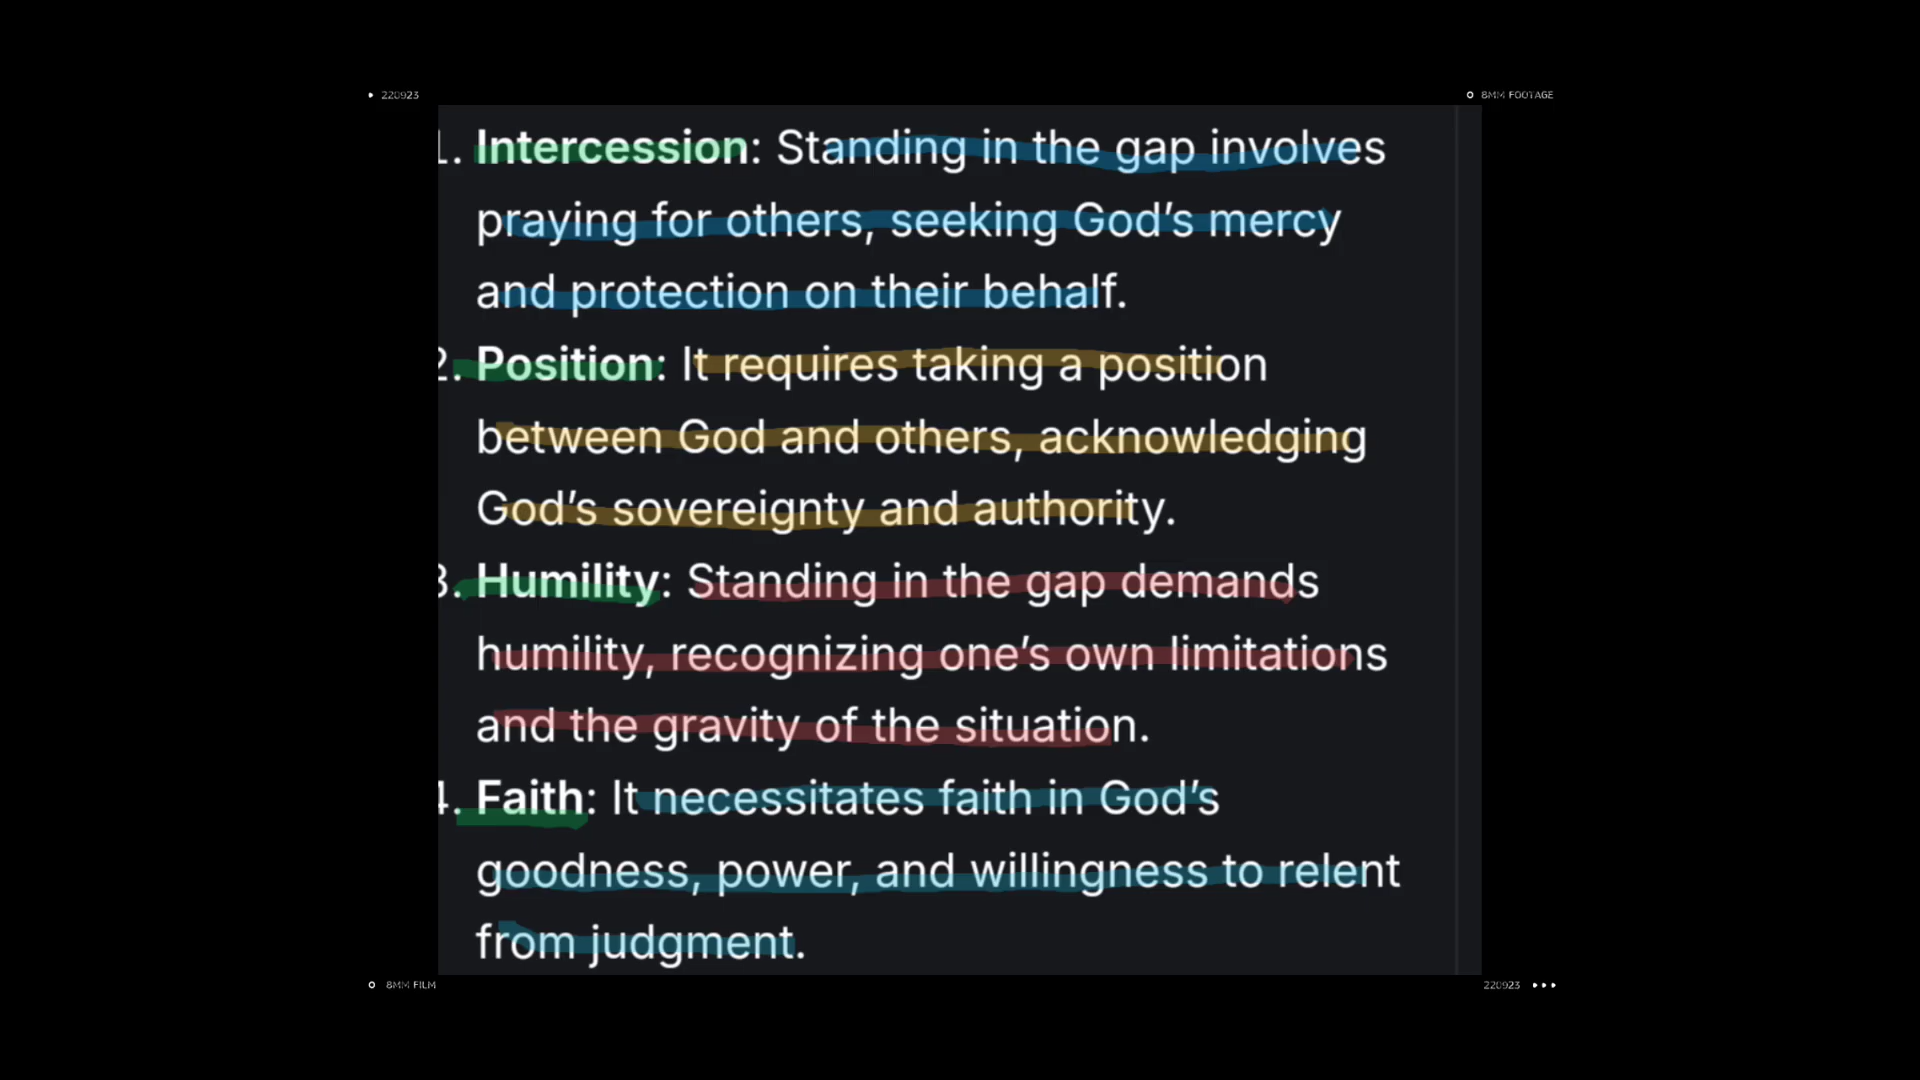 220923
8MM FOOTAGE
1. Intercession: Standing in the gap involves
praying for others, seeking God’s mercy
and protection on their behalf.
2. Position: It requires taking a position
between God and others, acknowledging
God’s sovereignty and authority.
3. Humility: Standing in the gap demands
humility, recognizing one’s own limitations
and the gravity of the situation.
4. Faith: It necessitates faith in God’s
goodness, power, and willingness to relent
from judgment.
8MM FILM
220923